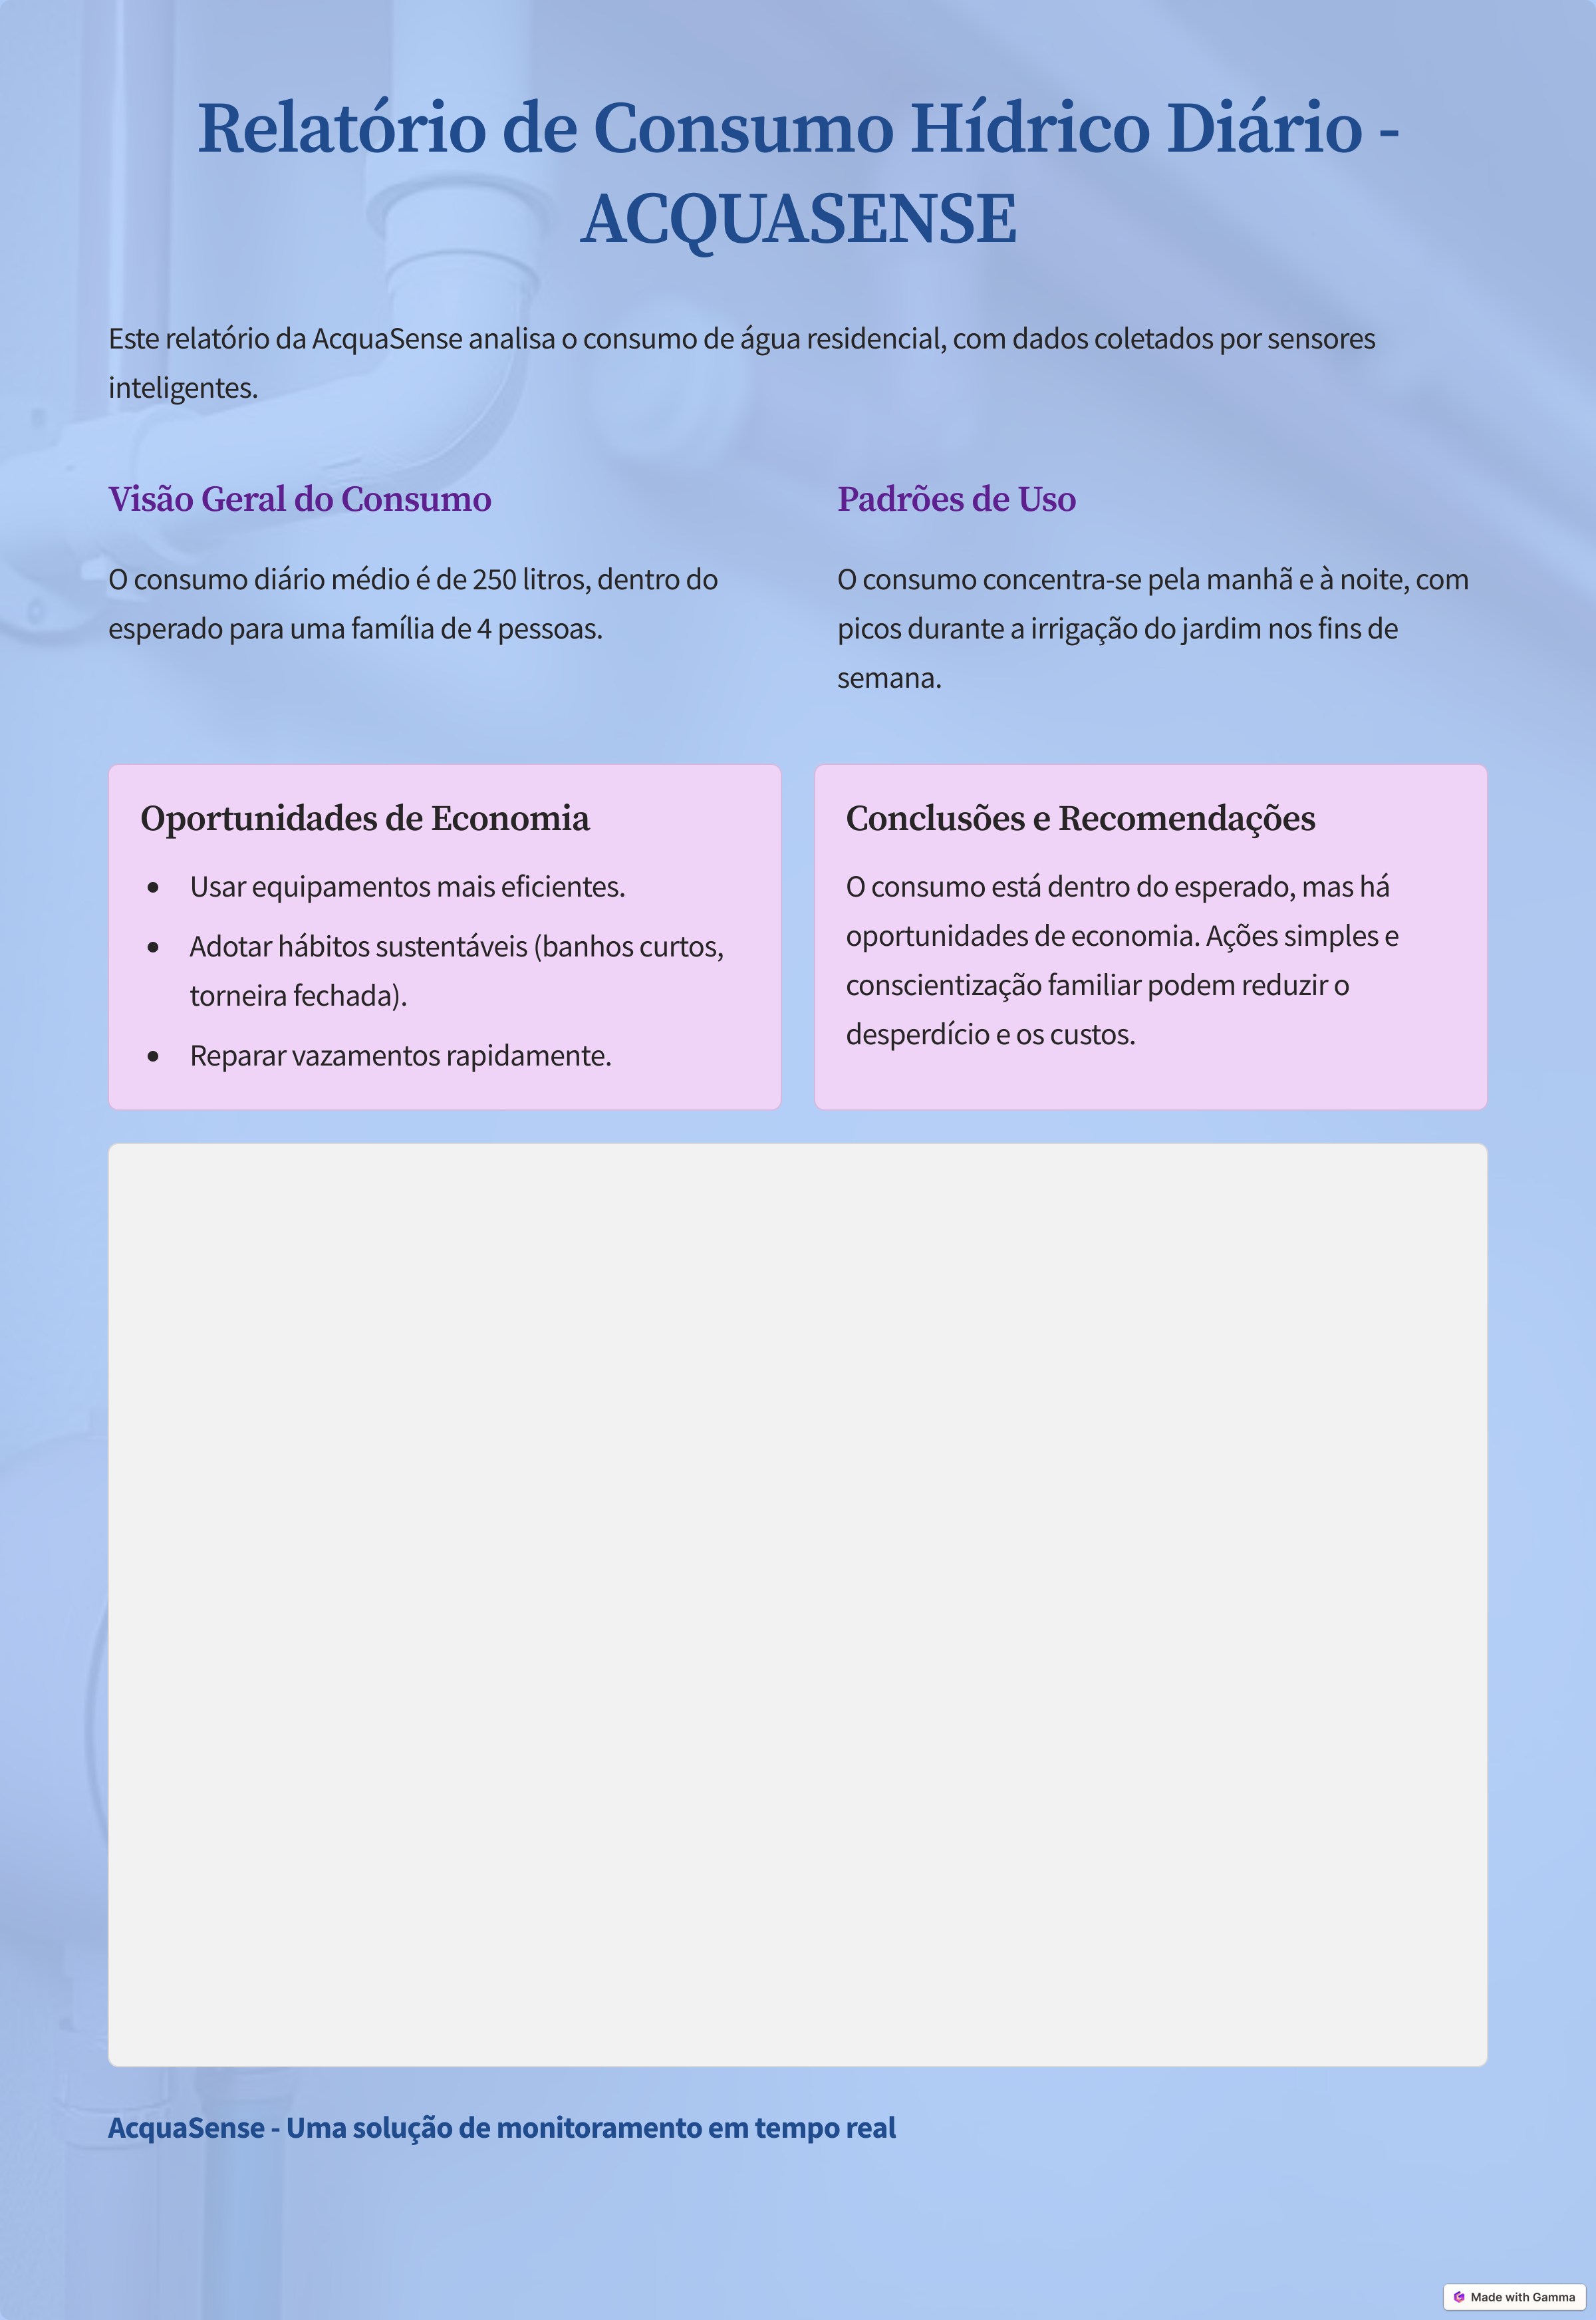 Relatório de Consumo Hídrico Diário -
ACQUASENSE
Este relatório da AcquaSense analisa o consumo de água residencial, com dados coletados por sensores
inteligentes.
Visão Geral do Consumo
O consumo diário médio é de 250 litros, dentro do
esperado para uma família de 4 pessoas.
Padrões de Uso
O consumo concentra-se pela manhã e à noite, com
picos durante a irrigação do jardim nos fins de
semana.
Oportunidades de Economia
• Usar equipamentos mais eficientes.
• Adotar hábitos sustentáveis (banhos curtos,
torneira fechada).
• Reparar vazamentos rapidamente.
Conclusões e Recomendações
O consumo está dentro do esperado, mas há
oportunidades de economia. Ações simples e
conscientização familiar podem reduzir o
desperdício e os custos.
AcquaSense - Uma solução de monitoramento em tempo real
Made with Gamma